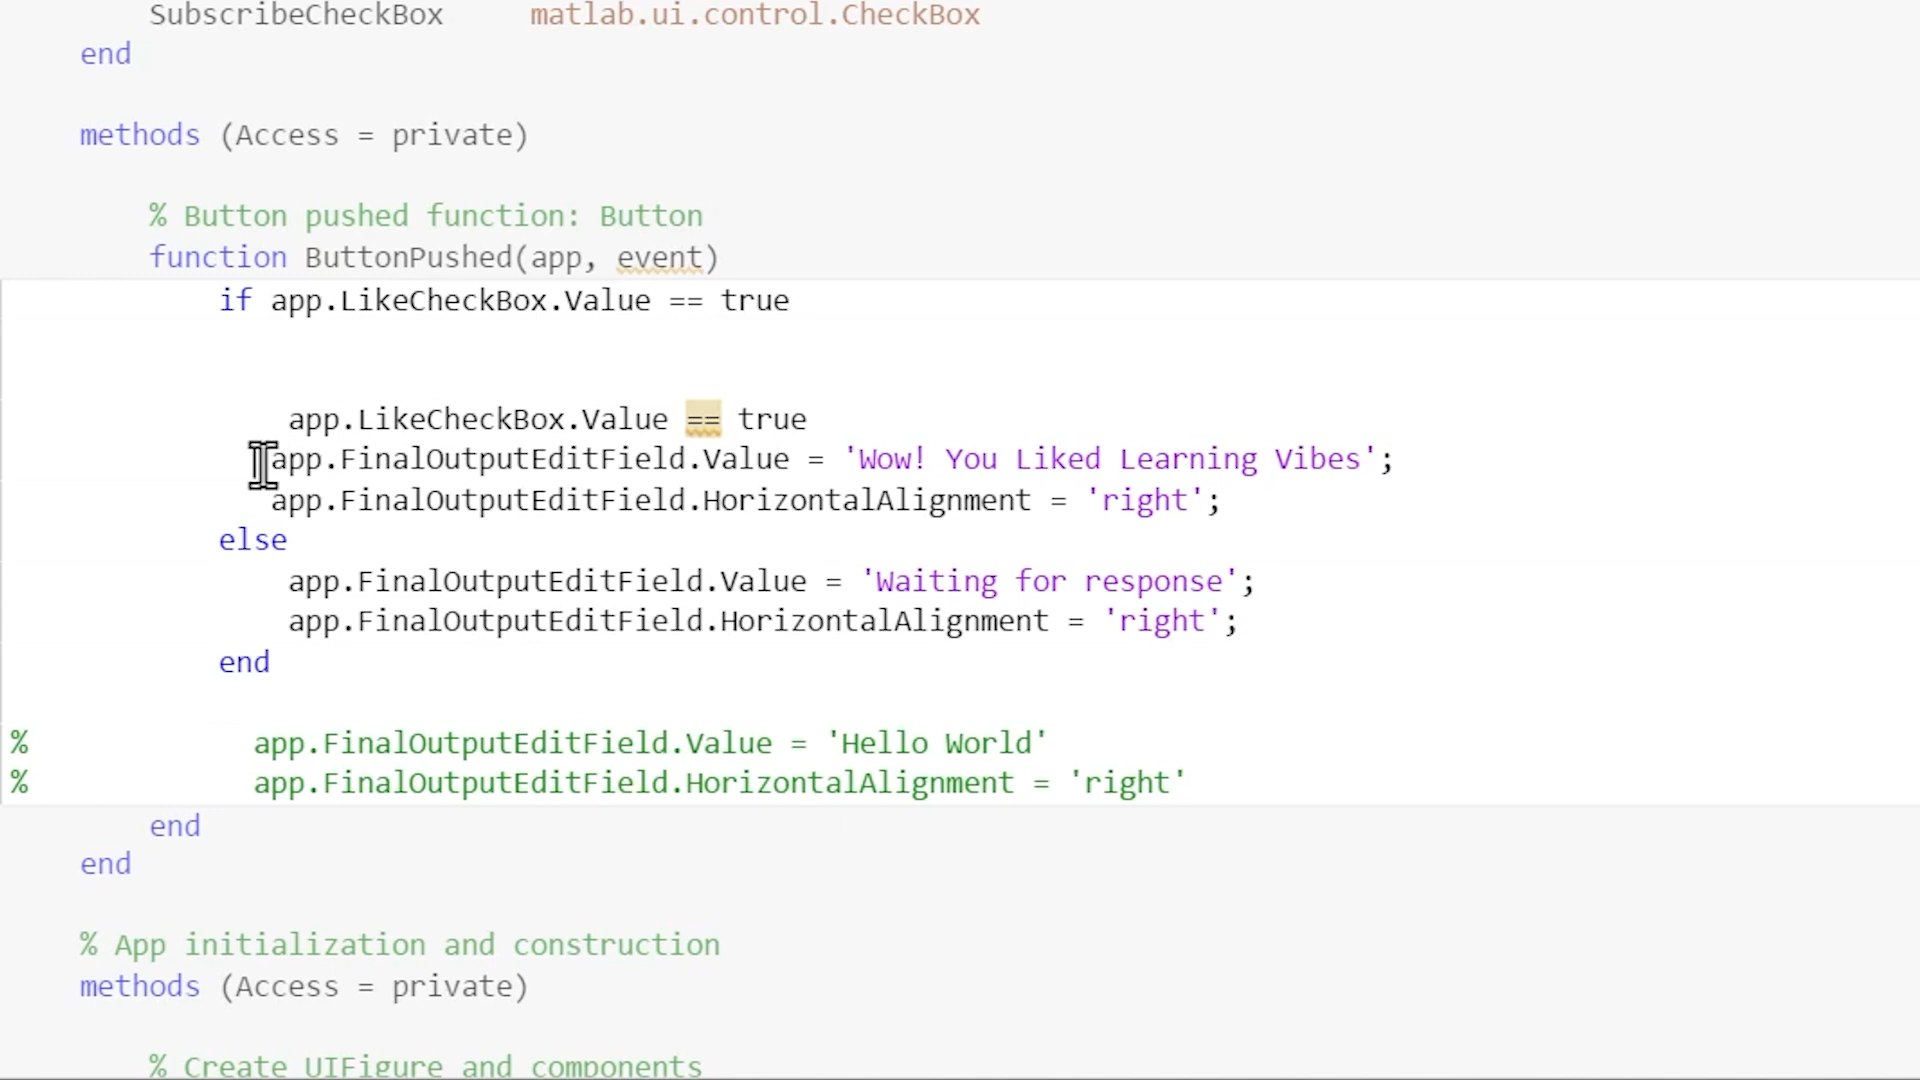 SubscribeCheckBox     matlab.ui.control.CheckBox
end
methods (Access = private)
% Button pushed function: Button
function ButtonPushed(app, event)
if app.LikeCheckBox.Value == true
app.LikeCheckBox.Value == true
app.FinalOutputEditField.Value = 'Wow! You Liked Learning Vibes';
app.FinalOutputEditField.HorizontalAlignment = 'right';
else
app.FinalOutputEditField.Value = 'Waiting for response';
app.FinalOutputEditField.HorizontalAlignment = 'right';
end
%             app.FinalOutputEditField.Value = 'Hello World'
%             app.FinalOutputEditField.HorizontalAlignment = 'right'
end
end
% App initialization and construction
methods (Access = private)
% Create UIFigure and components